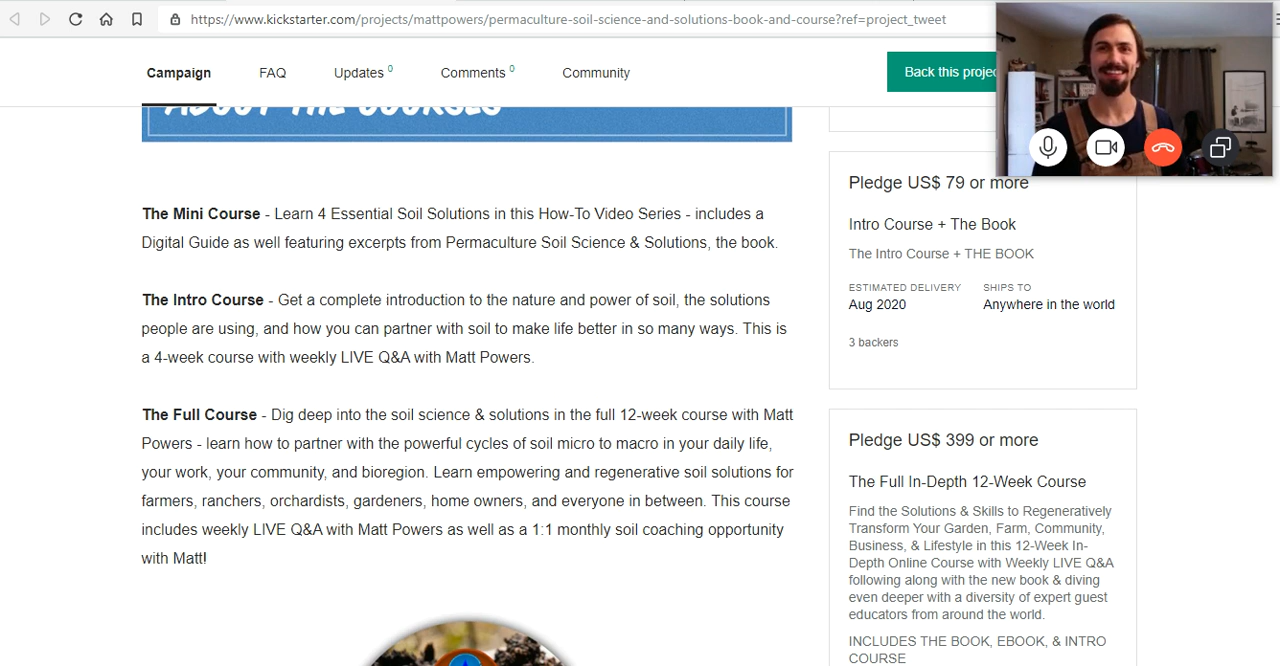 https://www.kickstarter.com/projects/mattpowers/permaculture-soil-science-and-solutions-book-and-course?ref=project_tweet
Campaign
FAQ
Updates 0
Comments 0
Community
Back this projec
ABOUT THE COURSES
The Mini Course - Learn 4 Essential Soil Solutions in this How-To Video Series - includes a
Digital Guide as well featuring excerpts from Permaculture Soil Science & Solutions, the book.
The Intro Course - Get a complete introduction to the nature and power of soil, the solutions
people are using, and how you can partner with soil to make life better in so many ways. This is
a 4-week course with weekly LIVE Q&A with Matt Powers.
The Full Course - Dig deep into the soil science & solutions in the full 12-week course with Matt
Powers - learn how to partner with the powerful cycles of soil micro to macro in your daily life,
your work, your community, and bioregion. Learn empowering and regenerative soil solutions for
farmers, ranchers, orchardists, gardeners, home owners, and everyone in between. This course
includes weekly LIVE Q&A with Matt Powers as well as a 1:1 monthly soil coaching opportunity
with Matt!
Pledge US$ 79 or more
Intro Course + The Book
The Intro Course + THE BOOK
ESTIMATED DELIVERY
Aug 2020
SHIPS TO
Anywhere in the world
3 backers
Pledge US$ 399 or more
The Full In-Depth 12-Week Course
Find the Solutions & Skills to Regeneratively
Transform Your Garden, Farm, Community,
Business, & Lifestyle in this 12-Week In-
Depth Online Course with Weekly LIVE Q&A
following along with the new book & diving
even deeper with a diversity of expert guest
educators from around the world.
INCLUDES THE BOOK, EBOOK, & INTRO
COURSE